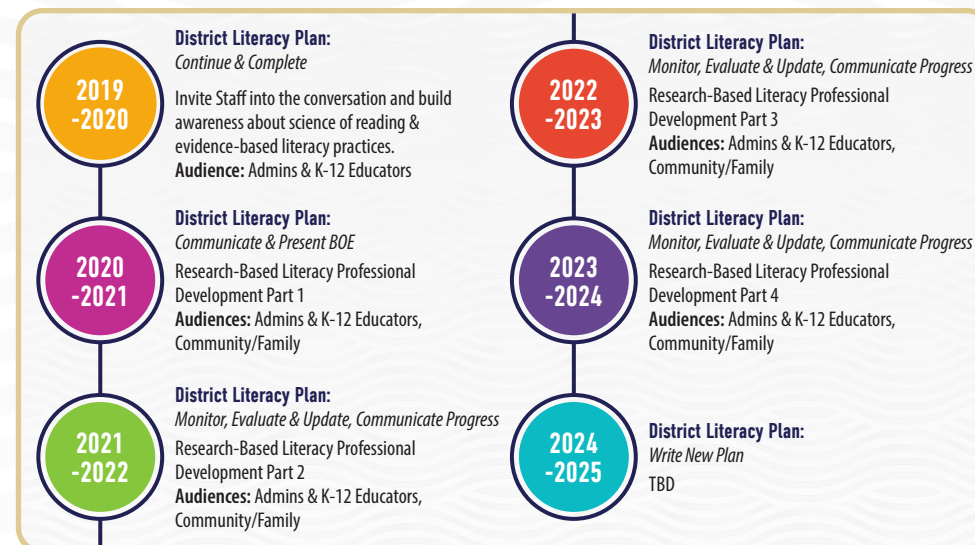 2019
-2020
District Literacy Plan:
Continue & Complete
Invite Staff into the conversation and build
awareness about science of reading &
evidence-based literacy practices.
Audience: Admins & K-12 Educators
2020
-2021
District Literacy Plan:
Communicate & Present BOE
Research-Based Literacy Professional
Development Part 1
Audiences: Admins & K-12 Educators,
Community/Family
2021
-2022
District Literacy Plan:
Monitor, Evaluate & Update, Communicate Progress
Research-Based Literacy Professional
Development Part 2
Audiences: Admins & K-12 Educators,
Community/Family
2022
-2023
District Literacy Plan:
Monitor, Evaluate & Update, Communicate Progress
Research-Based Literacy Professional
Development Part 3
Audiences: Admins & K-12 Educators,
Community/Family
2023
-2024
District Literacy Plan:
Monitor, Evaluate & Update, Communicate Progress
Research-Based Literacy Professional
Development Part 4
Audiences: Admins & K-12 Educators,
Community/Family
2024
-2025
District Literacy Plan:
Write New Plan
TBD